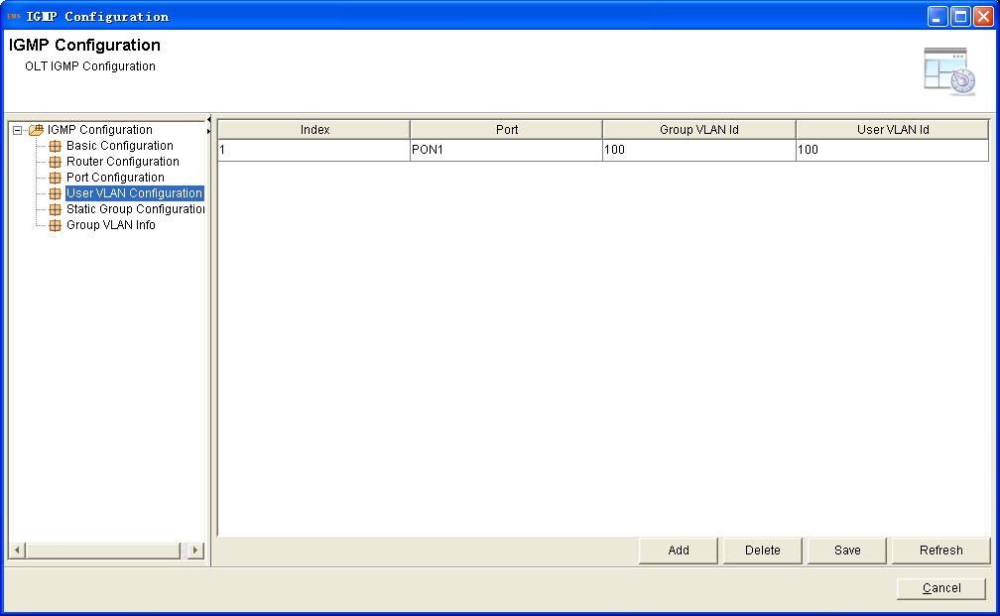 EMS IGMP Configuration
IGMP Configuration
OLT IGMP Configuration
IGMP Configuration
Basic Configuration
Router Configuration
Port Configuration
User VLAN Configuration
Static Group Configuration
Group VLAN Info
Index Port Group VLAN Id User VLAN Id
1 PON1 100 100
Add Delete Save Refresh
Cancel